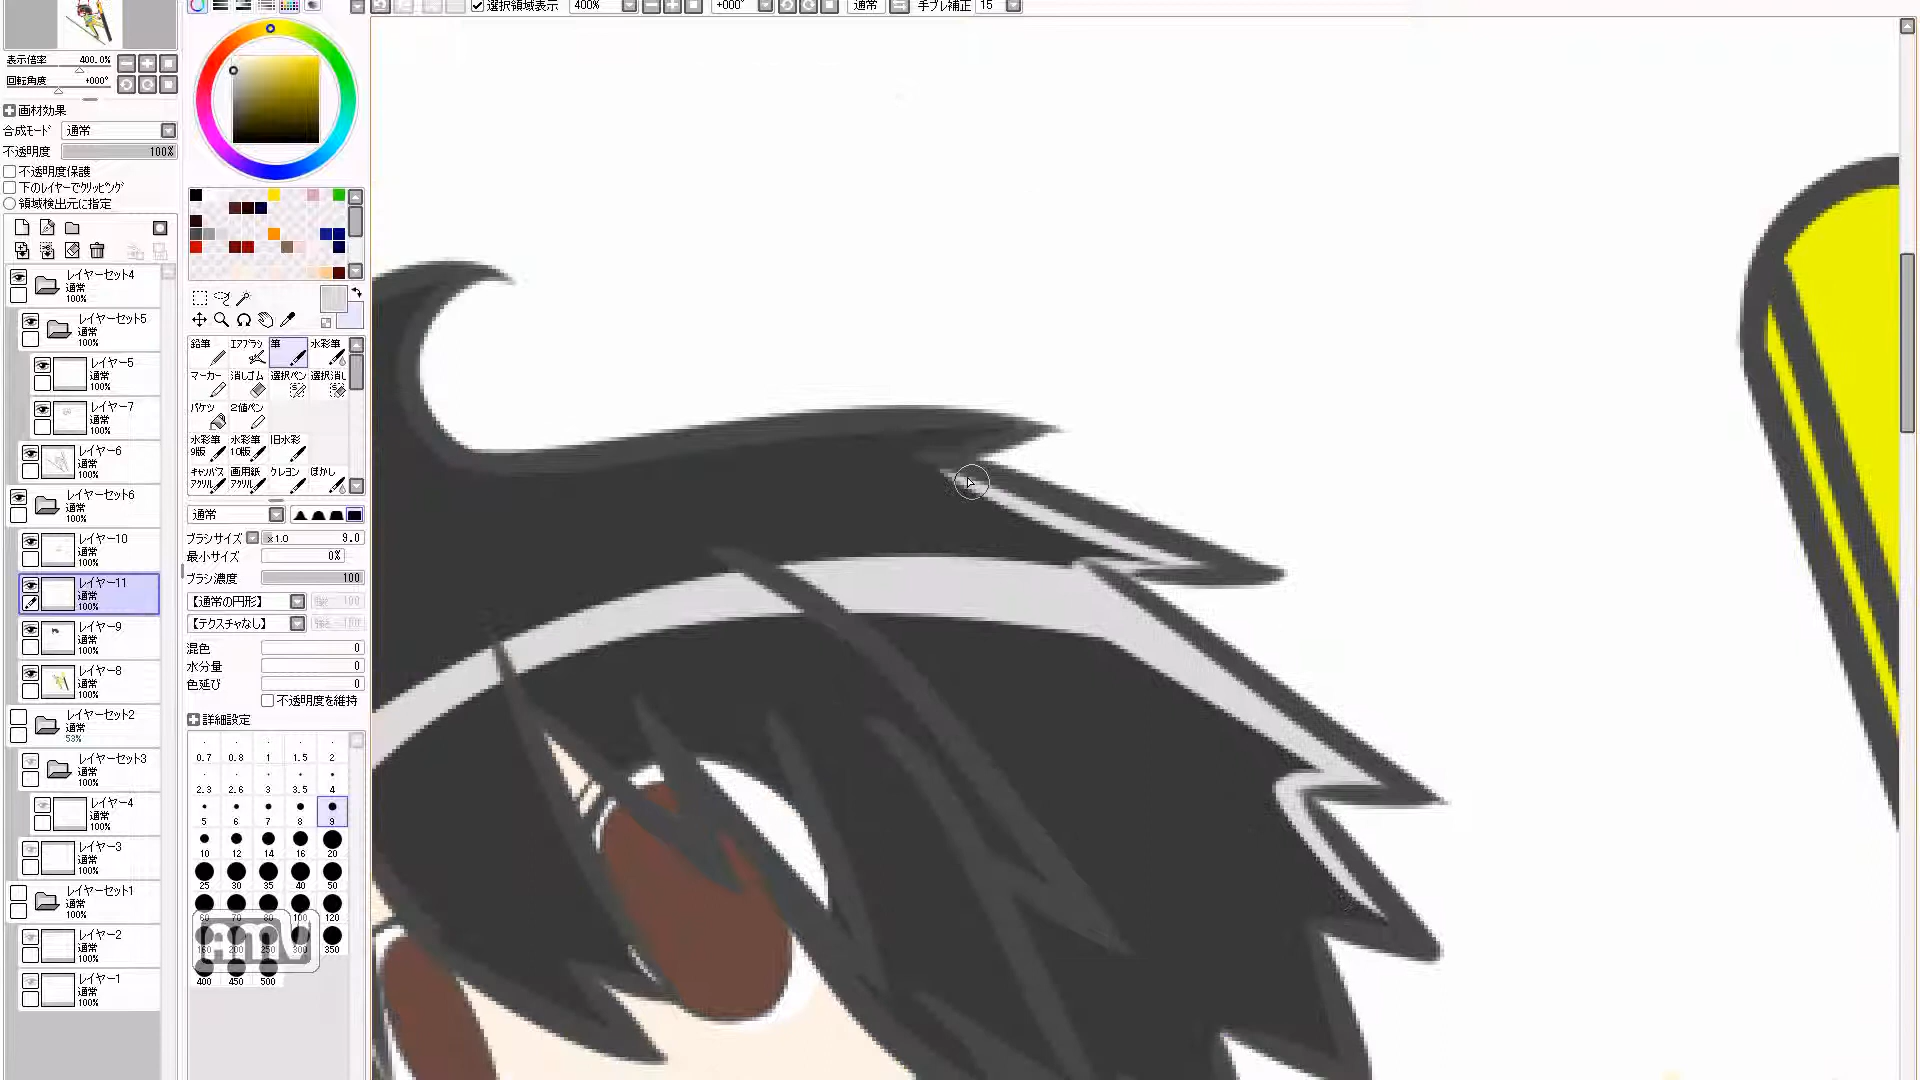 選択領域表示 400% +000° 通常 手ブレ補正 15
表示倍率 400.0%
回転角度 +000°
画材効果
合成ﾓｰﾄﾞ 通常
不透明度 100%
不透明度保護
下のﾚｲﾔｰでｸﾘｯﾋﾟﾝｸﾞ
領域検出元に指定
レイヤーセット4
通常
100%
レイヤーセット5
通常
100%
レイヤー5
通常
100%
レイヤー7
通常
100%
レイヤー6
通常
100%
レイヤーセット6
通常
100%
レイヤー10
通常
100%
レイヤー11
通常
100%
レイヤー9
通常
100%
レイヤー8
通常
100%
レイヤーセット2
通常
53%
レイヤーセット3
通常
100%
レイヤー4
通常
100%
レイヤー3
通常
100%
レイヤーセット1
通常
100%
レイヤー2
通常
100%
レイヤー1
通常
100%
鉛筆 ｴｱﾌﾞﾗｼ 筆 水彩筆
マーカー 消しゴム 選択ペン 選択消し
バケツ 2値ペン
水彩筆 水彩筆 旧水彩
9版 10版
ｷｬﾝﾊﾞｽ 画用紙 クレヨン ぼかし
ｱｸﾘﾙ ｱｸﾘﾙ
通常
ブラシサイズ x1.0 9.0
最小サイズ 0%
ブラシ濃度 100
【通常の円形】 強さ 100
【テクスチャなし】
混色 0
水分量 0
色延び 0
不透明度を維持
詳細設定
0.7 0.8 1 1.5 2
2.3 2.6 3 3.5 4
5 6 7 8 9
10 12 14 16 20
25 30 35 40 50
60 70 80 100 120
160 200 250 300 350
400 450 500
AMV